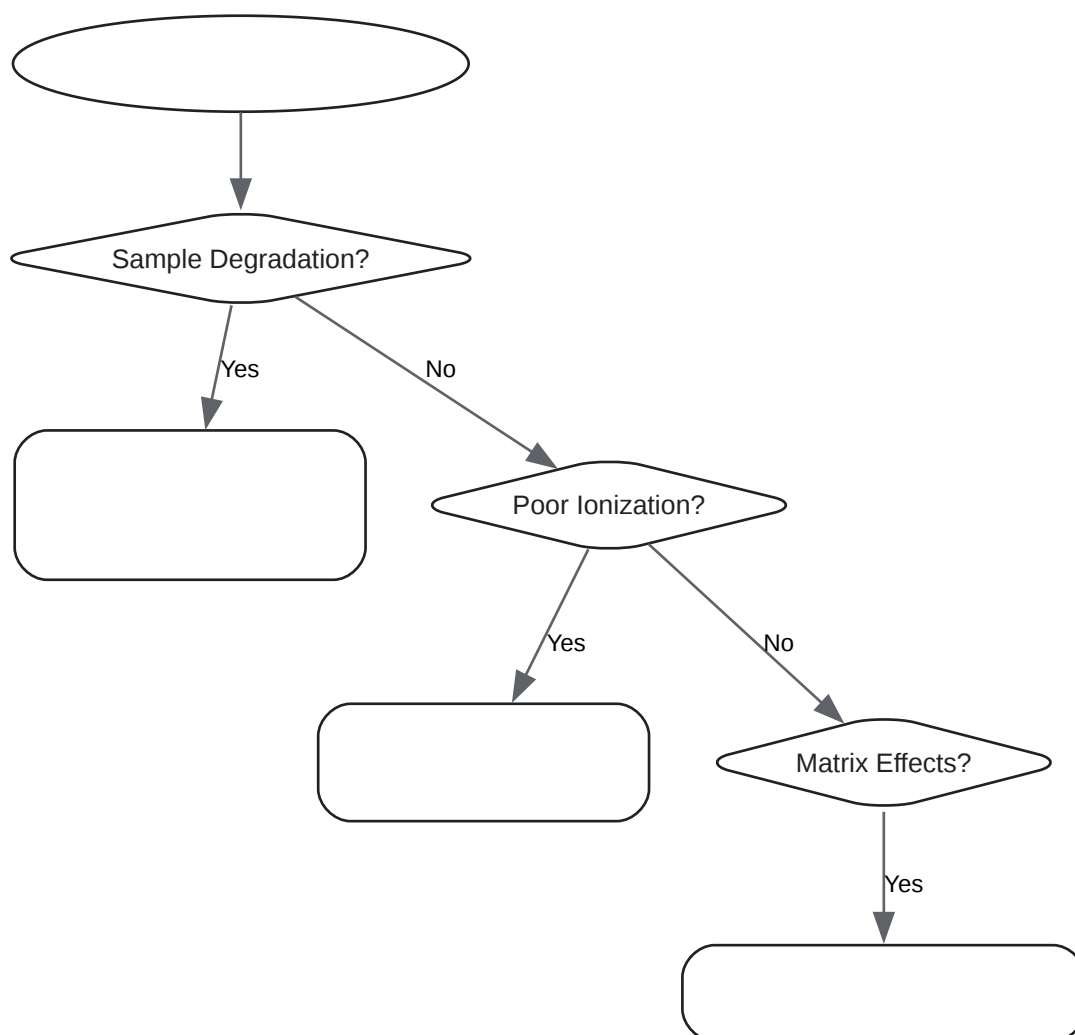 Sample Degradation?
Yes
No
Poor Ionization?
Yes
No
Matrix Effects?
Yes